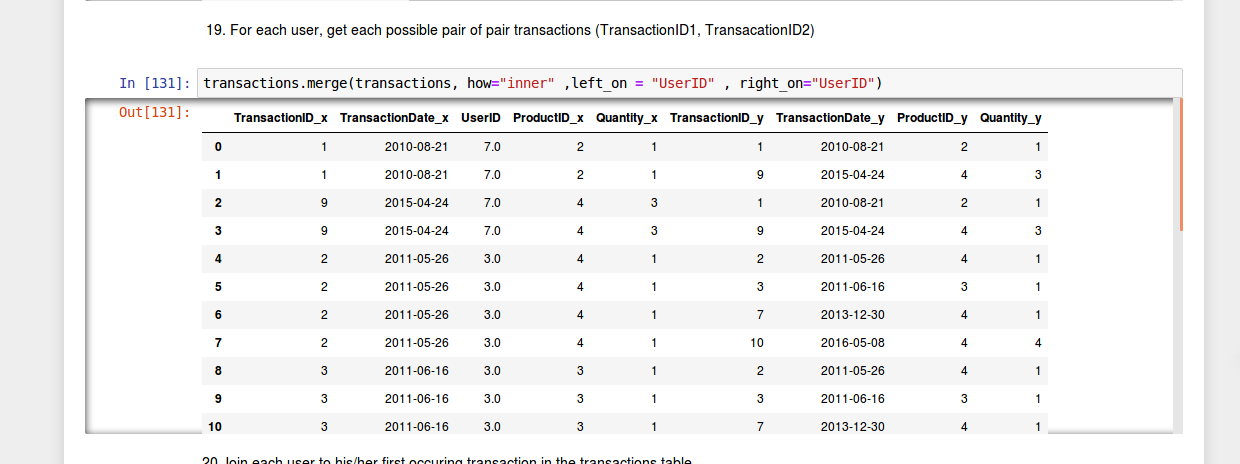 19. For each user, get each possible pair of pair transactions (TransactionID1, TransacationID2)
In [131]: transactions.merge(transactions, how="inner" ,left_on = "UserID" , right_on="UserID")
Out[131]:
TransactionID_x TransactionDate_x UserID ProductID_x Quantity_x TransactionID_y TransactionDate_y ProductID_y Quantity_y
0 1 2010-08-21 7.0 2 1 1 2010-08-21 2 1
1 1 2010-08-21 7.0 2 1 9 2015-04-24 4 3
2 9 2015-04-24 7.0 4 3 1 2010-08-21 2 1
3 9 2015-04-24 7.0 4 3 9 2015-04-24 4 3
4 2 2011-05-26 3.0 4 1 2 2011-05-26 4 1
5 2 2011-05-26 3.0 4 1 3 2011-06-16 3 1
6 2 2011-05-26 3.0 4 1 7 2013-12-30 4 1
7 2 2011-05-26 3.0 4 1 10 2016-05-08 4 4
8 3 2011-06-16 3.0 3 1 2 2011-05-26 4 1
9 3 2011-06-16 3.0 3 1 3 2011-06-16 3 1
10 3 2011-06-16 3.0 3 1 7 2013-12-30 4 1
20. Join each user to his/her first occuring transaction in the transactions table